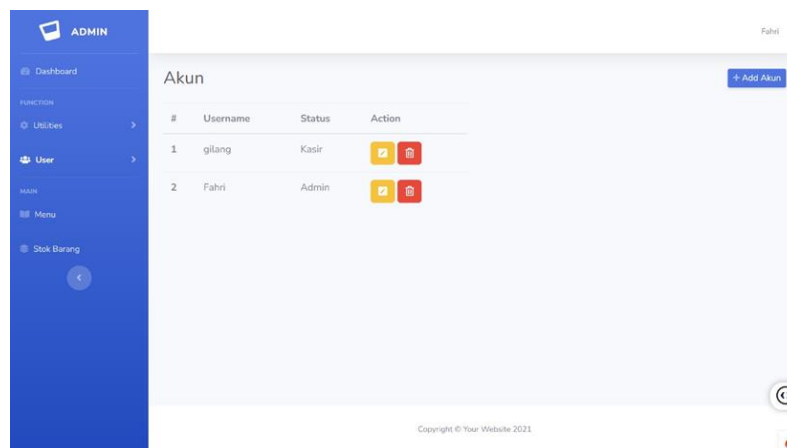 ADMIN
Fahri
Dashboard
Akun
+ Add Akun
FUNCTION
Utilities
User
MAIN
Menu
Stok Barang
# Username Status Action
1 gilang Kasir
2 Fahri Admin
Copyright © Your Website 2021